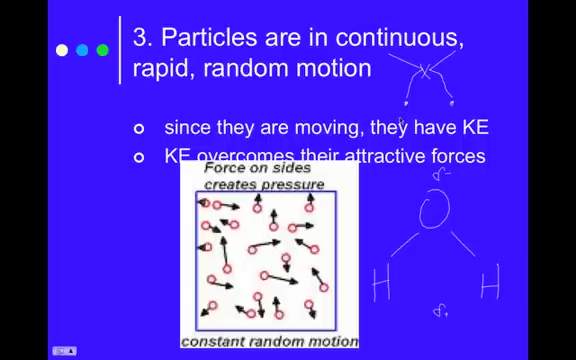 3. Particles are in continuous,
rapid, random motion
since they are moving, they have KE
KE overcomes their attractive forces
Force on sides
creates pressure
constant random motion
δ-
O
H H
δ+